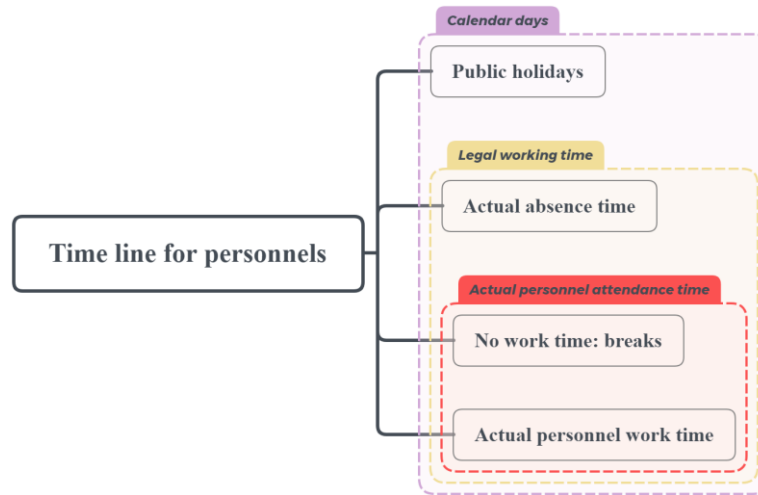 Calendar days
Public holidays
Legal working time
Actual absence time
Time line for personnels
Actual personnel attendance time
No work time: breaks
Actual personnel work time